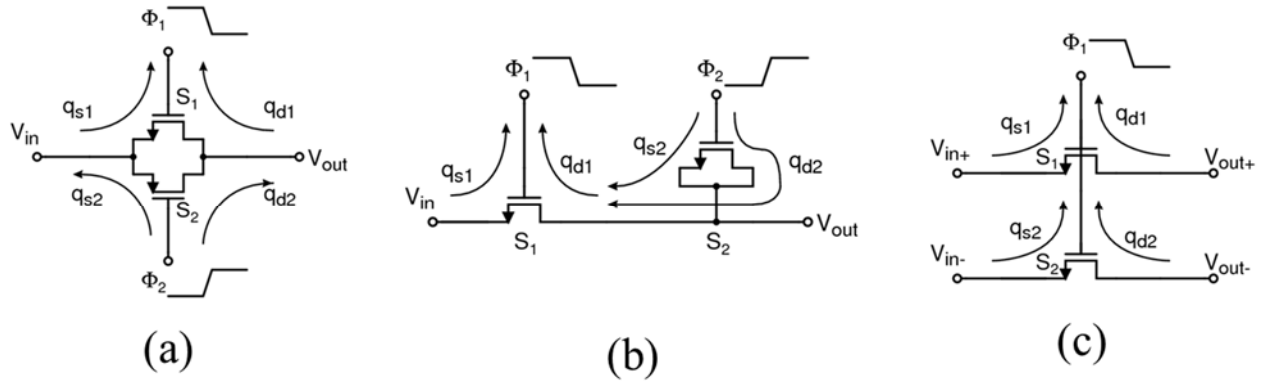 Φ1
qs1
S1
qd1
Vin
Vout
qs2
S2
qd2
Φ2
(a)
Φ1
Φ2
qs1
qd1
qs2
qd2
Vin
S1
S2
Vout
(b)
Φ1
qs1
qd1
Vin+
S1
Vout+
qs2
qd2
Vin-
S2
Vout-
(c)